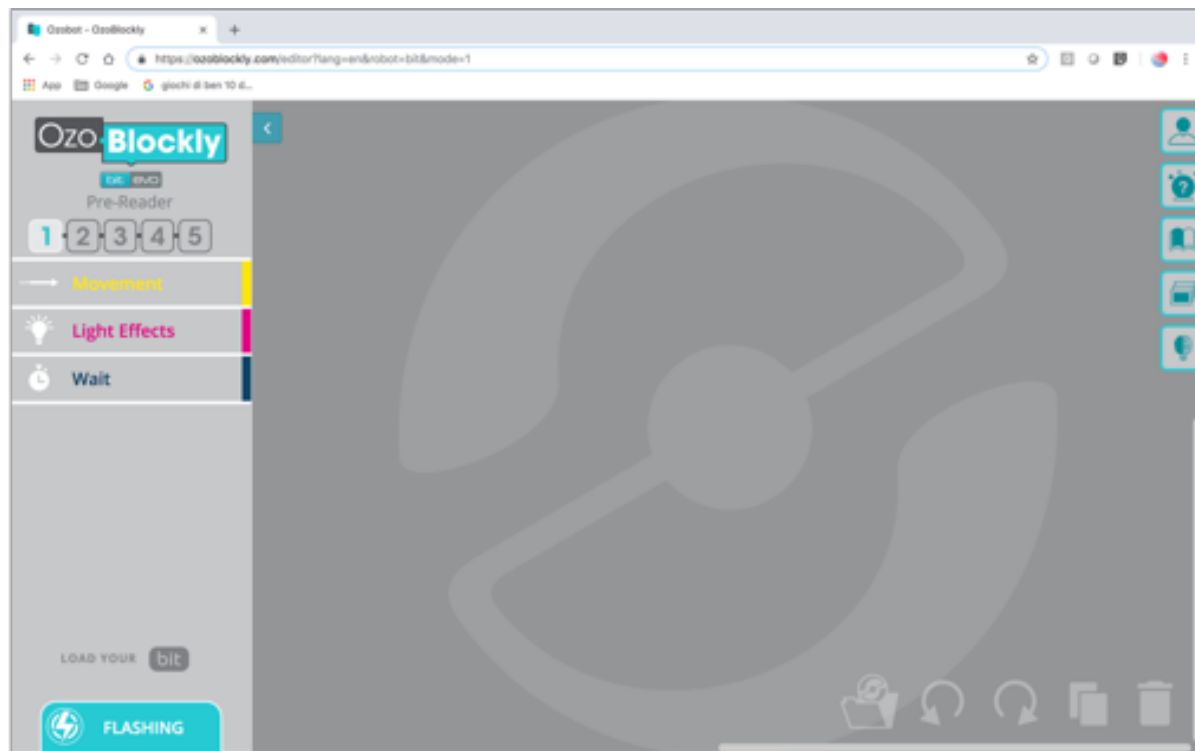 Ozobot - OzoBlockly
https://ozoblockly.com/editor?lang=en&robot=bit&mode=1
App Google giochi di ben 10 d...
Ozo Blockly
bit evo
Pre-Reader
1 2 3 4 5
Movement
Light Effects
Wait
LOAD YOUR bit
FLASHING